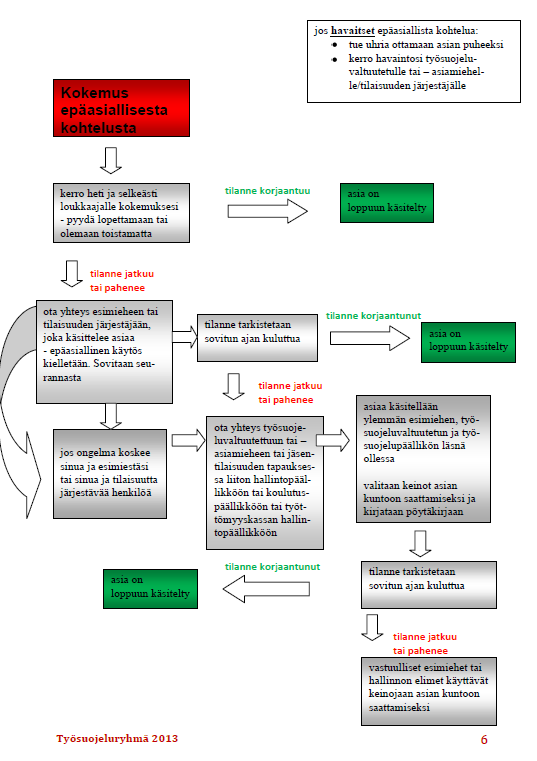 jos havaitset epäasiallista kohtelua:
• tue uhria ottamaan asian puheeksi
• kerro havaintosi työsuojelu-
valtuutetulle tai – asiamiehel-
le/tilaisuuden järjestäjälle
Kokemus
epäasiallisesta
kohtelusta
kerro heti ja selkeästi
loukkaajalle kokemuksesi
- pyydä lopettamaan tai
olemaan toistamatta
tilanne korjaantuu
asia on
loppuun käsitelty
tilanne jatkuu
tai pahenee
ota yhteys esimieheen tai
tilaisuuden järjestäjään,
joka käsittelee asiaa
- epäasiallinen käytös
kielletään. Sovitaan seu-
rannasta
tilanne tarkistetaan
sovitun ajan kuluttua
tilanne korjaantunut
asia on
loppuun käsitelty
tilanne jatkuu
tai pahenee
jos ongelma koskee
sinua ja esimiestäsi
tai sinua ja tilaisuutta
järjestävää henkilöä
ota yhteys työsuoje-
luvaltuutettuun tai –
asiamieheen tai jäsen-
tilaisuuden tapaukses-
sa liiton hallintopääl-
likköön tai koulutus-
päällikköön tai työt-
tömyyskassan hallin-
topäällikköön
asiaa käsitellään
ylemmän esimiehen, työ-
suojeluvaltuutetun ja työ-
suojelupäällikön läsnä
ollessa
valitaan keinot asian
kuntoon saattamiseksi ja
kirjataan pöytäkirjaan
tilanne korjaantunut
asia on
loppuun käsitelty
tilanne tarkistetaan
sovitun ajan kuluttua
tilanne jatkuu
tai pahenee
vastuulliset esimiehet tai
hallinnon elimet käyttävät
keinojaan asian kuntoon
saattamiseksi
Työsuojeluryhmä 2013
6